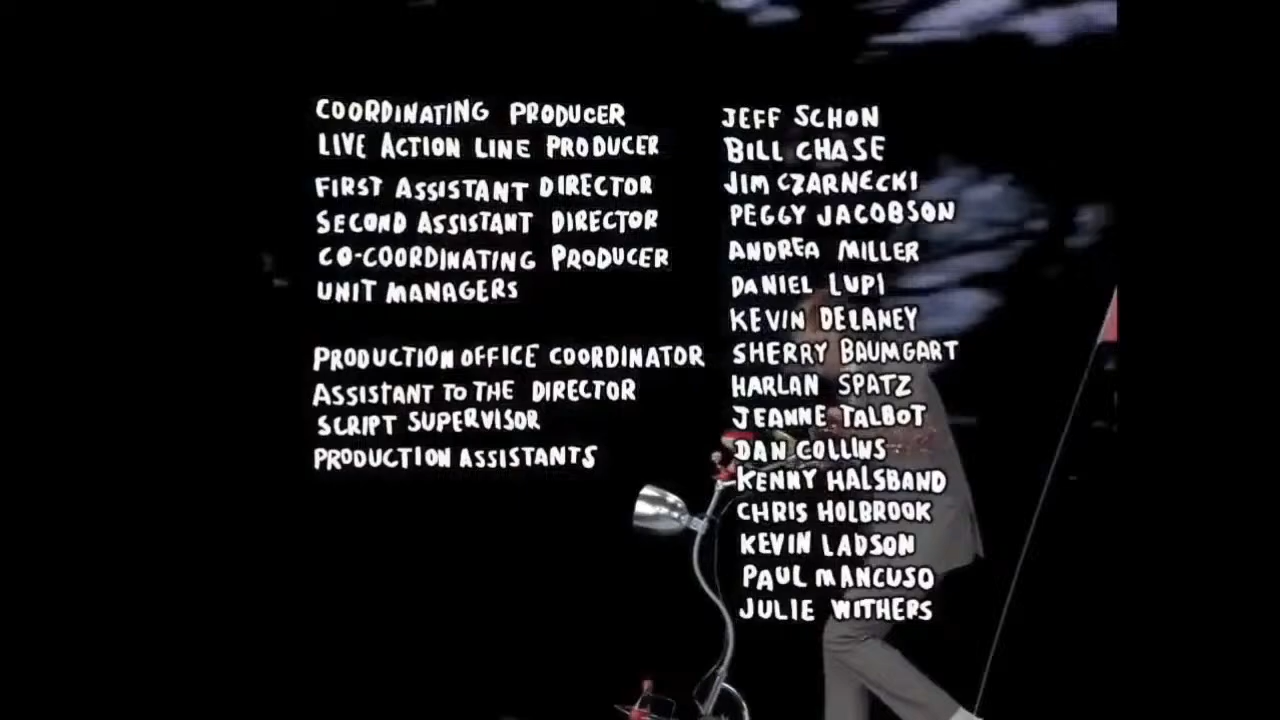 COORDINATING PRODUCER JEFF SCHON
LIVE ACTION LINE PRODUCER BILL CHASE
FIRST ASSISTANT DIRECTOR JIM CZARNECKI
SECOND ASSISTANT DIRECTOR PEGGY JACOBSON
CO-COORDINATING PRODUCER ANDREA MILLER
UNIT MANAGERS DANIEL LUPI
KEVIN DELANEY
PRODUCTION OFFICE COORDINATOR SHERRY BAUMGART
ASSISTANT TO THE DIRECTOR HARLAN SPATZ
SCRIPT SUPERVISOR JEANNE TALBOT
PRODUCTION ASSISTANTS DAN COLLINS
KENNY HALSBAND
CHRIS HOLBROOK
KEVIN LADSON
PAUL MANCUSO
JULIE WITHERS